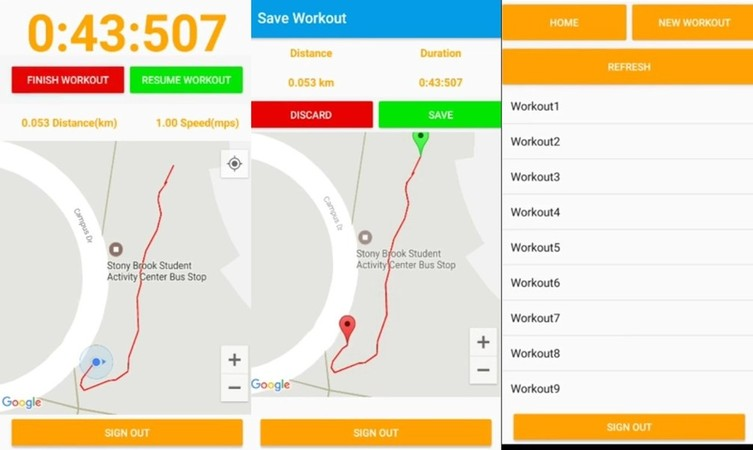 0:43:507
FINISH WORKOUT
RESUME WORKOUT
0.053 Distance(km)
1.00 Speed(mps)
Campus Dr
Stony Brook Student
Activity Center Bus Stop
+
−
Google
SIGN OUT
Save Workout
Distance
Duration
0.053 km
0:43:507
DISCARD
SAVE
Campus Dr
Stony Brook Student
Activity Center Bus Stop
+
−
Google
SIGN OUT
HOME
NEW WORKOUT
REFRESH
Workout1
Workout2
Workout3
Workout4
Workout5
Workout6
Workout7
Workout8
Workout9
SIGN OUT